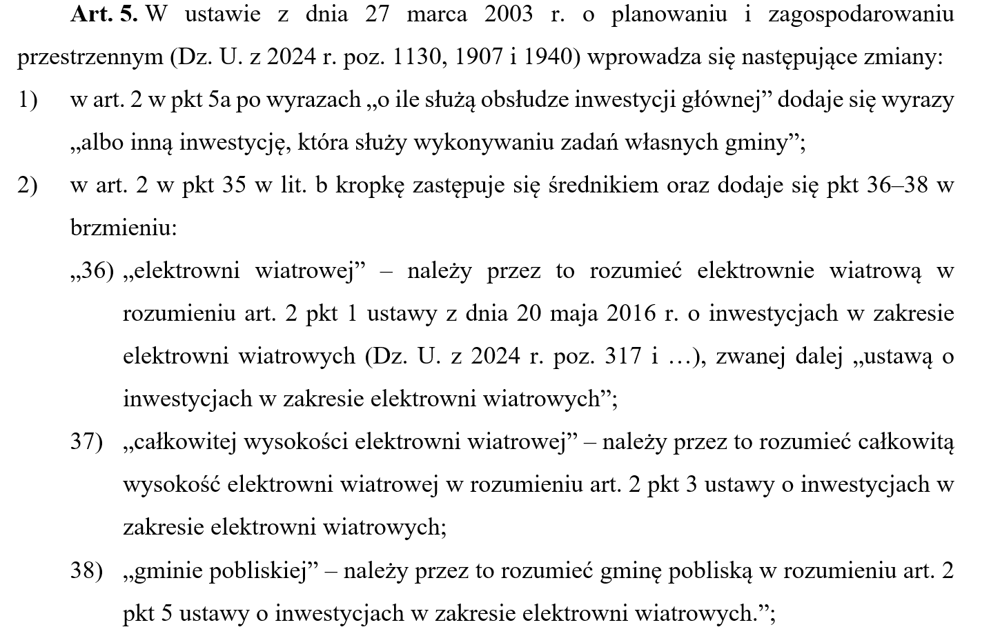 Art. 5. W ustawie z dnia 27 marca 2003 r. o planowaniu i zagospodarowaniu
przestrzennym (Dz. U. z 2024 r. poz. 1130, 1907 i 1940) wprowadza się następujące zmiany:
1) w art. 2 w pkt 5a po wyrazach „o ile służą obsłudze inwestycji głównej” dodaje się wyrazy
„albo inną inwestycję, która służy wykonywaniu zadań własnych gminy”;
2) w art. 2 w pkt 35 w lit. b kropkę zastępuje się średnikiem oraz dodaje się pkt 36–38 w
brzmieniu:
„36) „elektrowni wiatrowej” – należy przez to rozumieć elektrownie wiatrową w
rozumieniu art. 2 pkt 1 ustawy z dnia 20 maja 2016 r. o inwestycjach w zakresie
elektrowni wiatrowych (Dz. U. z 2024 r. poz. 317 i …), zwanej dalej „ustawą o
inwestycjach w zakresie elektrowni wiatrowych”;
37) „całkowitej wysokości elektrowni wiatrowej” – należy przez to rozumieć całkowitą
wysokość elektrowni wiatrowej w rozumieniu art. 2 pkt 3 ustawy o inwestycjach w
zakresie elektrowni wiatrowych;
38) „gminie pobliskiej” – należy przez to rozumieć gminę pobliską w rozumieniu art. 2
pkt 5 ustawy o inwestycjach w zakresie elektrowni wiatrowych.”;